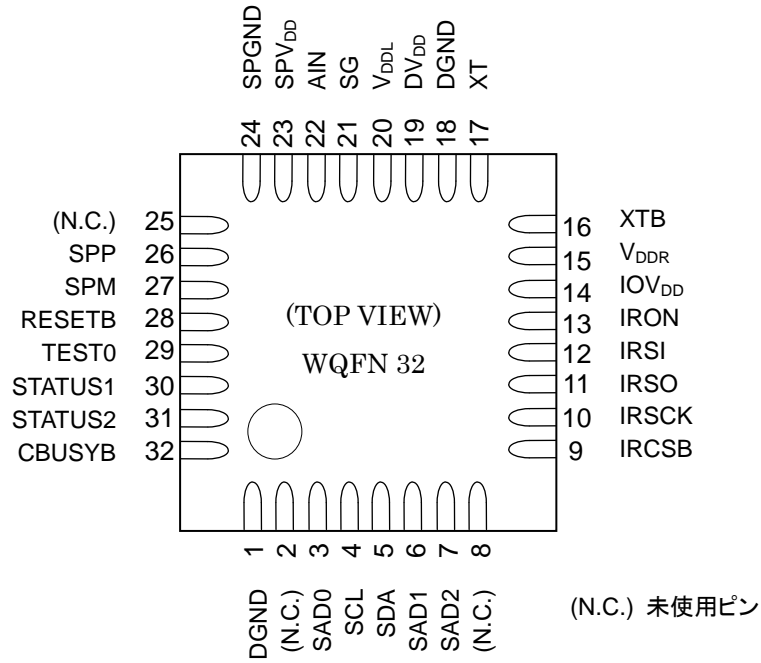 SPGND
SPVDD
AIN
SG
VDDL
DVDD
DGND
XT
24
23
22
21
20
19
18
17
(N.C.) 25
SPP 26
SPM 27
RESETB 28
TEST0 29
STATUS1 30
STATUS2 31
CBUSYB 32
(TOP VIEW)
WQFN 32
16 XTB
15 VDDR
14 IOVDD
13 IRON
12 IRSI
11 IRSO
10 IRSCK
9 IRCSB
1
2
3
4
5
6
7
8
DGND
(N.C.)
SAD0
SCL
SDA
SAD1
SAD2
(N.C.)
(N.C.) 未使用ピン